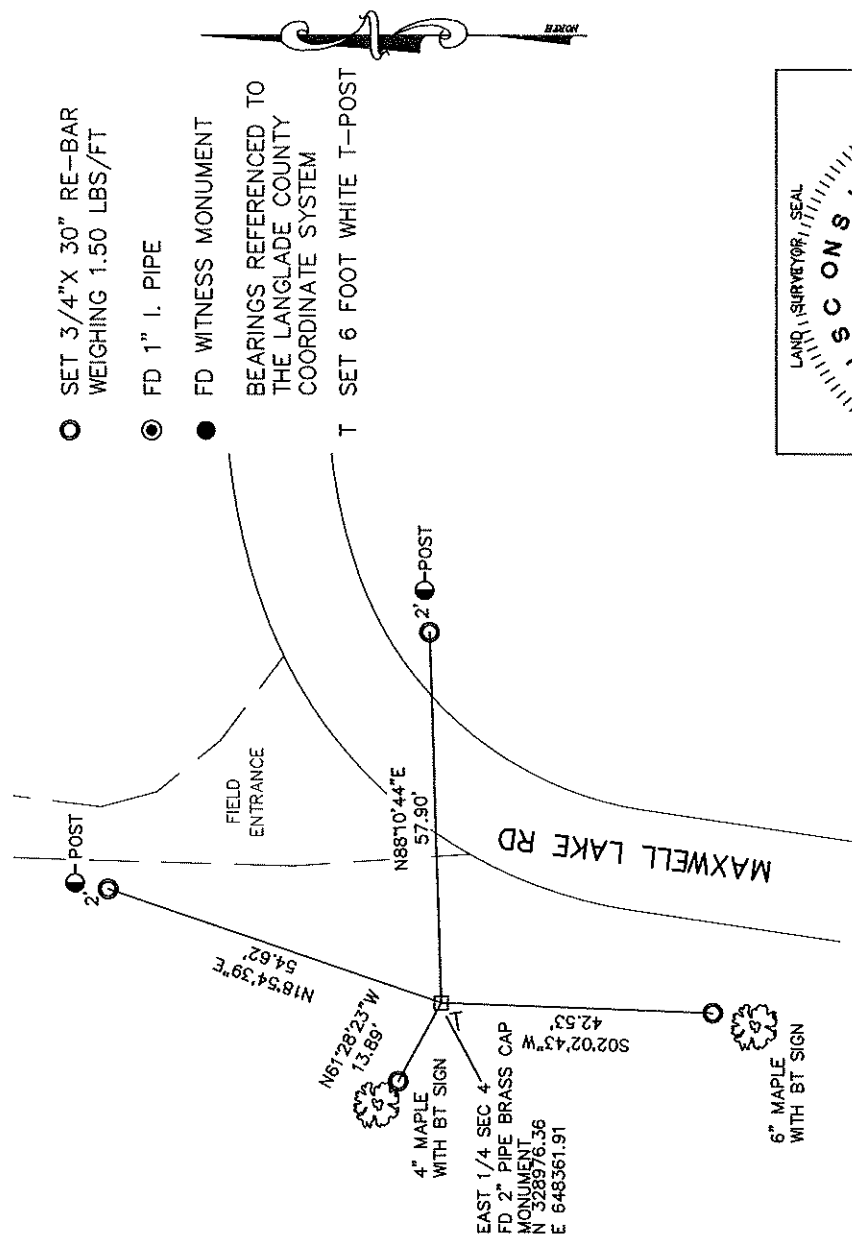 NORTH
SET 3/4"X 30" RE-BAR
WEIGHING 1.50 LBS/FT
FD 1" I. PIPE
FD WITNESS MONUMENT
BEARINGS REFERENCED TO
THE LANGLADE COUNTY
COORDINATE SYSTEM
T SET 6 FOOT WHITE T-POST
LAND SURVEYOR SEAL
ISCONS
POST
2'
FIELD
ENTRANCE
N18°54'39"E
54.62'
N88°10'44"E
57.90'
2'
POST
N61°28'23"W
13.89'
4" MAPLE
WITH BT SIGN
T
EAST 1/4 SEC 4
FD 2" PIPE BRASS CAP
MONUMENT
N 328976.36
E 648361.91
S02°02'43"W
42.53'
6" MAPLE
WITH BT SIGN
MAXWELL LAKE RD